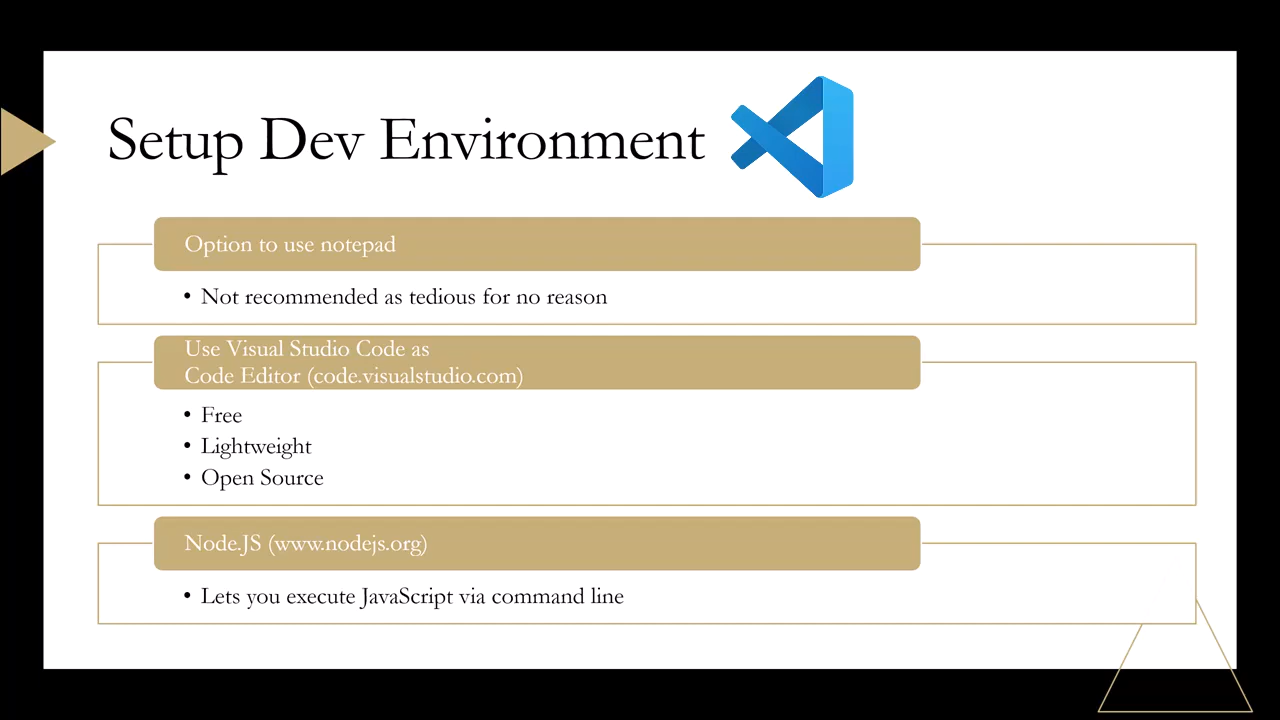 Setup Dev Environment
Option to use notepad
• Not recommended as tedious for no reason
Use Visual Studio Code as
Code Editor (code.visualstudio.com)
• Free
• Lightweight
• Open Source
Node.JS (www.nodejs.org)
• Lets you execute JavaScript via command line